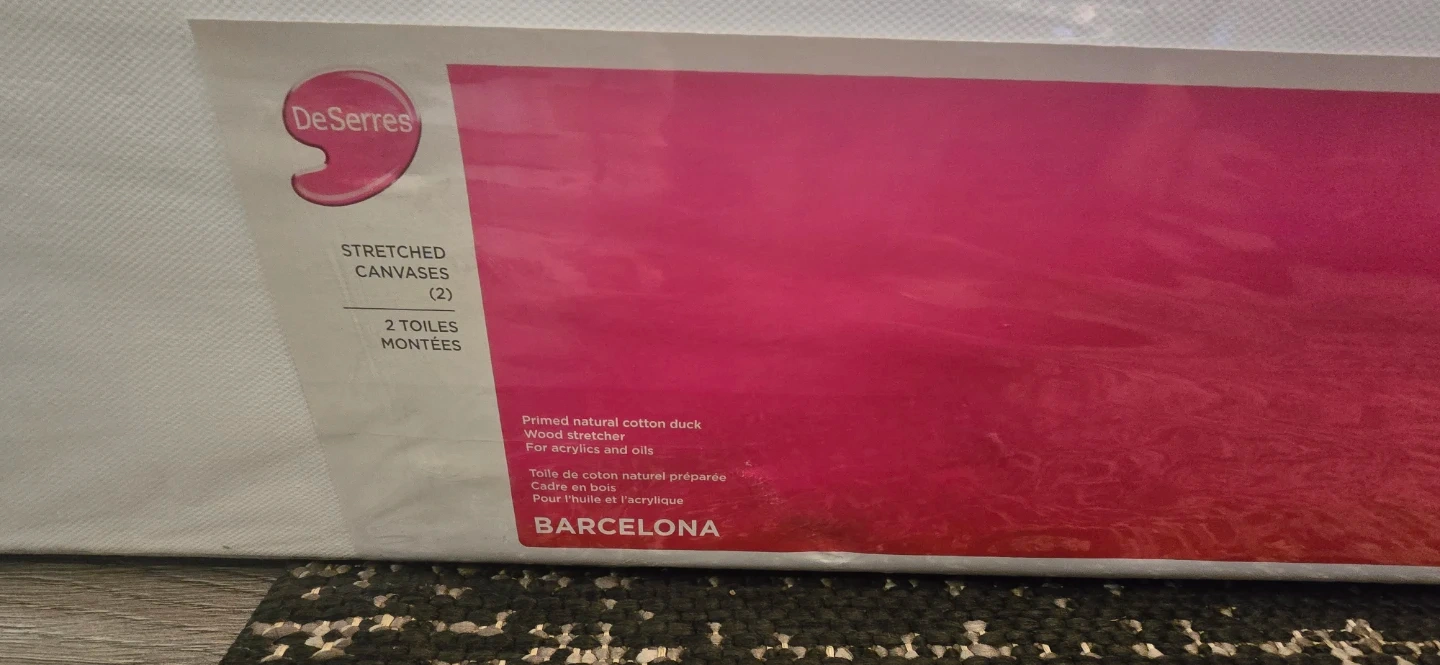 DeSerres
STRETCHED
CANVASES
(2)
2 TOILES
MONTÉES
Primed natural cotton duck
Wood stretcher
For acrylics and oils
Toile de coton naturel préparée
Cadre en bois
Pour l'huile et l'acrylique
BARCELONA